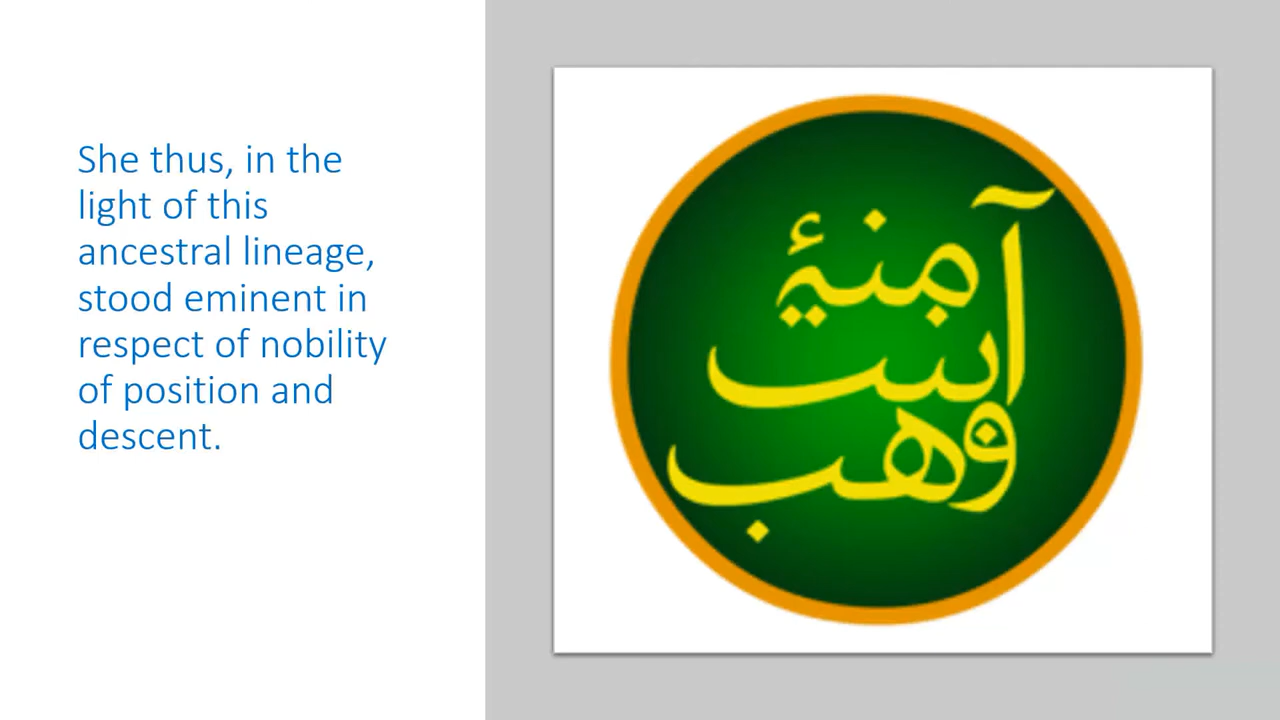 She thus, in the
light of this
ancestral lineage,
stood eminent in
respect of nobility
of position and
descent.
آمنة
بنت
وهب